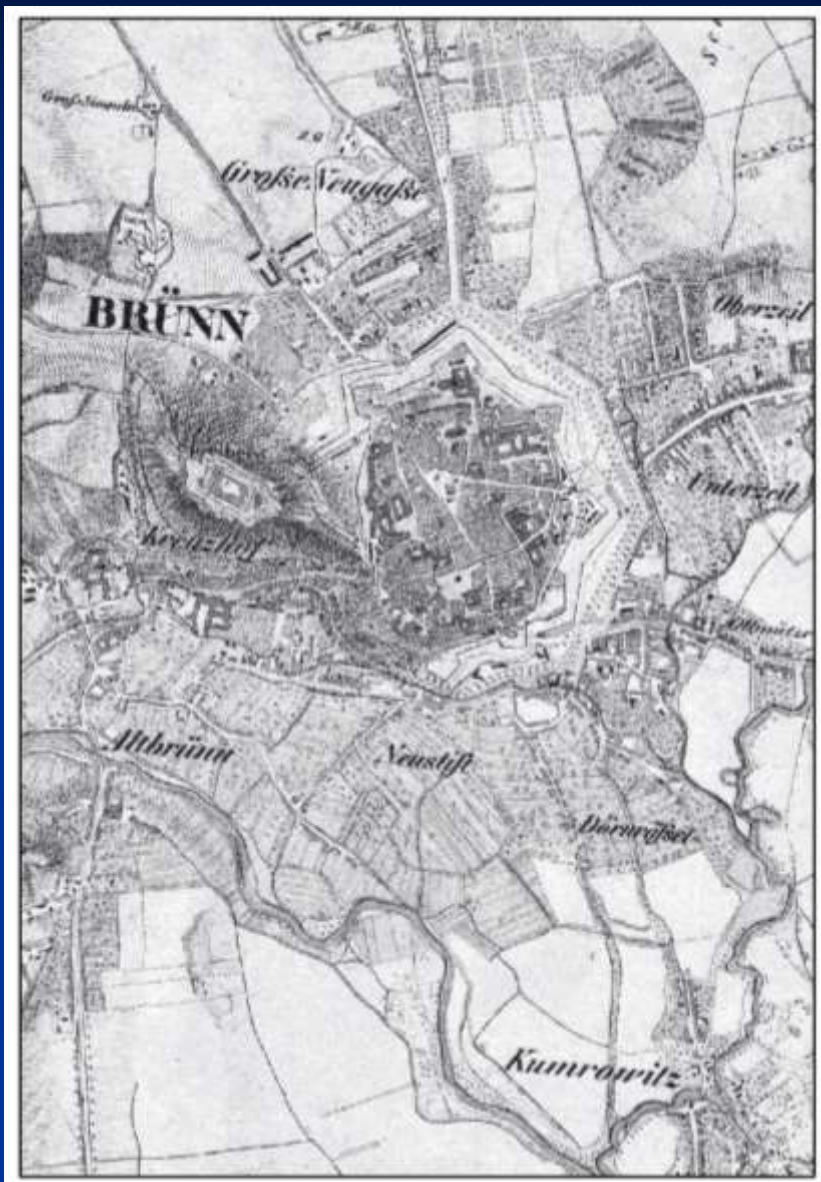 Große Neugaße
BRÜNN
Oberzeil
Unterzeil
Kreuzhof
Altbrünn
Neustift
Dörnrößel
Kumrowitz